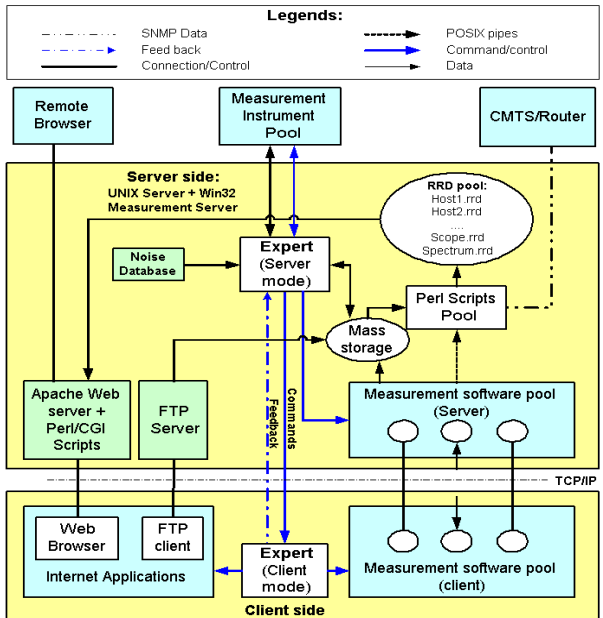 Legends:
SNMP Data
POSIX pipes
Feed back
Command/control
Connection/Control
Data
Remote
Browser
Measurement
Instrument
Pool
CMTS/Router
Server side:
UNIX Server + Win32
Measurement Server
RRD pool:
Host1.rrd
Host2.rrd
....
Scope.rrd
Spectrum.rrd
Noise
Database
Expert
(Server
mode)
Perl Scripts
Pool
Mass
storage
Apache Web
server +
Perl/CGI
Scripts
FTP
Server
Feedback
Commands
Measurement software pool
(Server)
TCP/IP
Web
Browser
FTP
client
Internet Applications
Expert
(Client
mode)
Measurement software pool
(client)
Client side